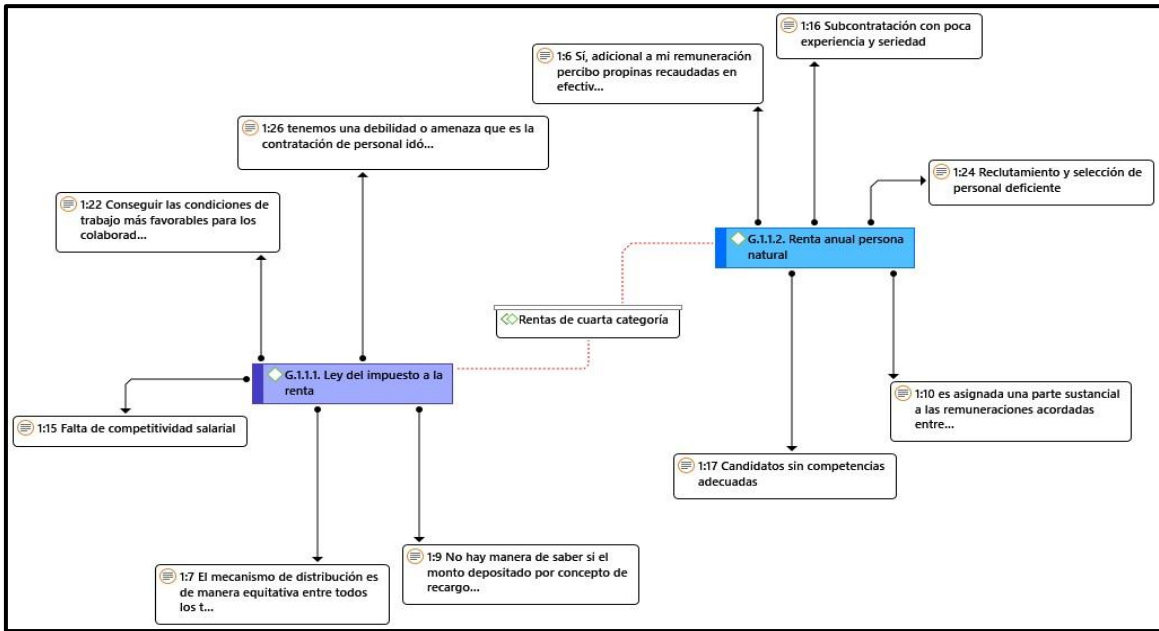 1:16 Subcontratación con poca
experiencia y seriedad
1:6 Sí, adicional a mi remuneración
percibo propinas recaudadas en
efectiv...
1:26 tenemos una debilidad o amenaza que es la
contratación de personal idó...
1:24 Reclutamiento y selección de
personal deficiente
1:22 Conseguir las condiciones de
trabajo más favorables para los
colaborad...
G.1.1.2. Renta anual persona
natural
Rentas de cuarta categoría
G.1.1.1. Ley del impuesto a la
renta
1:10 es asignada una parte sustancial
a las remuneraciones acordadas
entre...
1:15 Falta de competitividad salarial
1:17 Candidatos sin competencias
adecuadas
1:9 No hay manera de saber si el
monto depositado por concepto de
recargo...
1:7 El mecanismo de distribución es
de manera equitativa entre todos
los t...